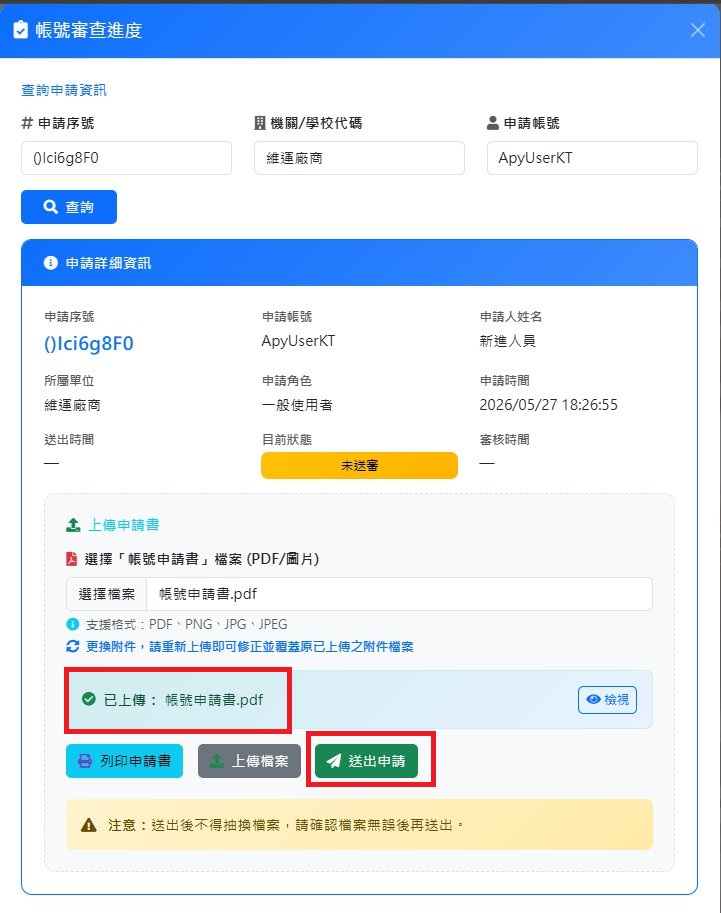 帳號審查進度
查詢申請資訊
# 申請序號 機關/學校代碼 申請帳號
()Ici6g8F0 維運廠商 ApyUserKT
查詢
申請詳細資訊
申請序號 申請帳號 申請人姓名
()Ici6g8F0 ApyUserKT 新進人員
所屬單位 申請角色 申請時間
維運廠商 一般使用者 2026/05/27 18:26:55
送出時間 目前狀態 審核時間
— 未送審 —
上傳申請書
選擇「帳號申請書」檔案 (PDF/圖片)
選擇檔案 帳號申請書.pdf
支援格式：PDF、PNG、JPG、JPEG
更換附件，請重新上傳即可修正並覆蓋原已上傳之附件檔案
已上傳： 帳號申請書.pdf 檢視
列印申請書 上傳檔案 送出申請
注意：送出後不得抽換檔案，請確認檔案無誤後再送出。